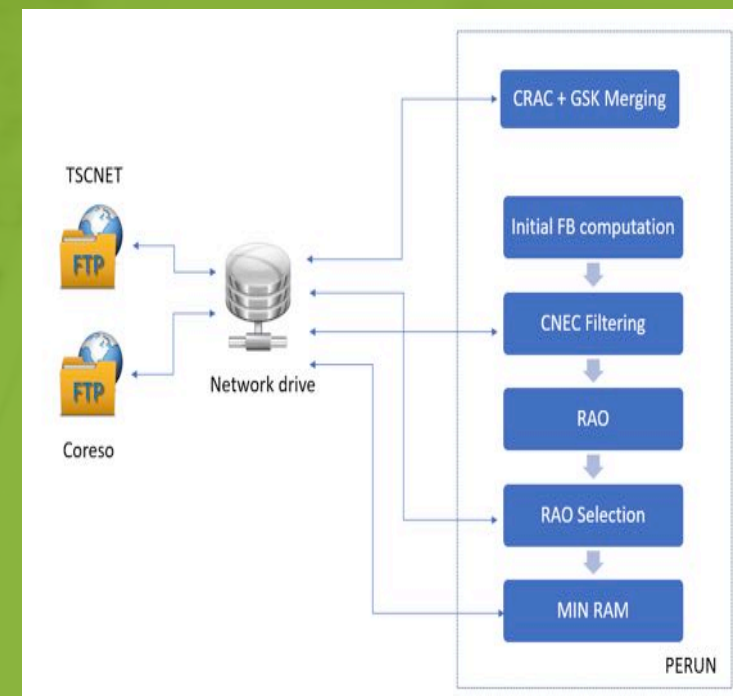 CRAC + GSK Merging
TSCNET
FTP
Initial FB computation
CNEC Filtering
Network drive
FTP
RAO
Coreso
RAO Selection
MIN RAM
PERUN